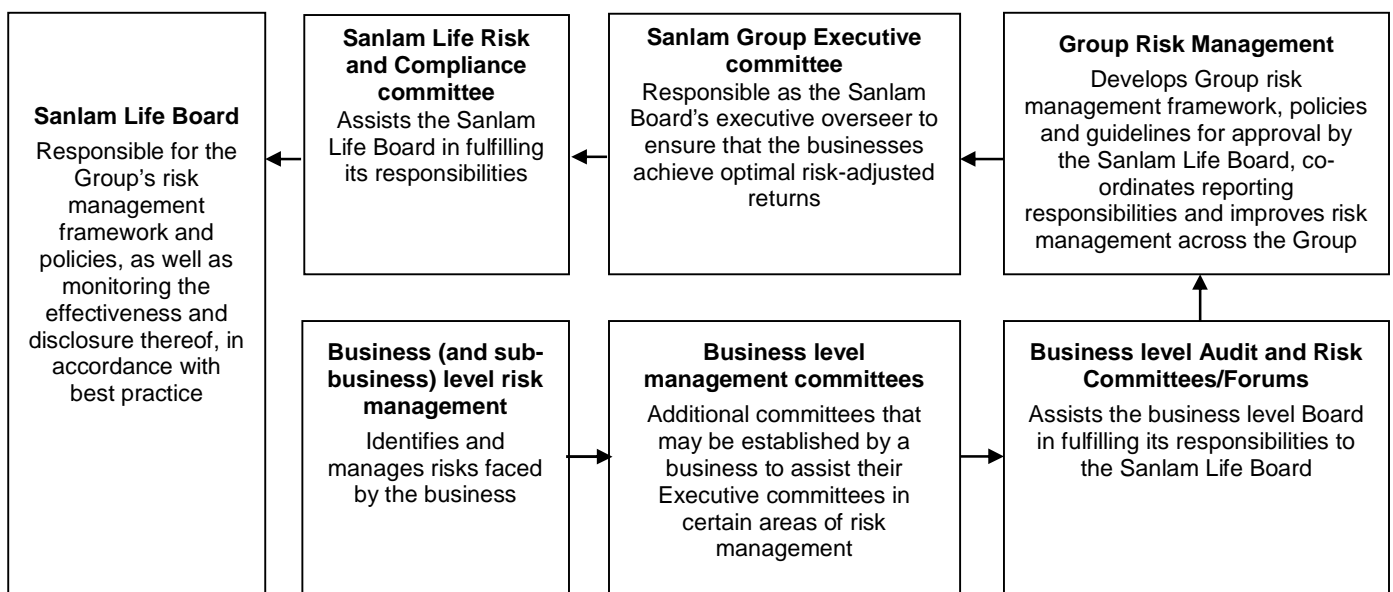 Sanlam Life Board
Responsible for the
Group's risk
management
framework and
policies, as well as
monitoring the
effectiveness and
disclosure thereof, in
accordance with
best practice
Sanlam Life Risk
and Compliance
committee
Assists the Sanlam
Life Board in fulfilling
its responsibilities
Sanlam Group Executive
committee
Responsible as the Sanlam
Board's executive overseer to
ensure that the businesses
achieve optimal risk-adjusted
returns
Group Risk Management
Develops Group risk
management framework, policies
and guidelines for approval by
the Sanlam Life Board, co-
ordinates reporting
responsibilities and improves risk
management across the Group
Business (and sub-
business) level risk
management
Identifies and
manages risks faced
by the business
Business level
management committees
Additional committees that
may be established by a
business to assist their
Executive committees in
certain areas of risk
management
Business level Audit and Risk
Committees/Forums
Assists the business level Board
in fulfilling its responsibilities to
the Sanlam Life Board